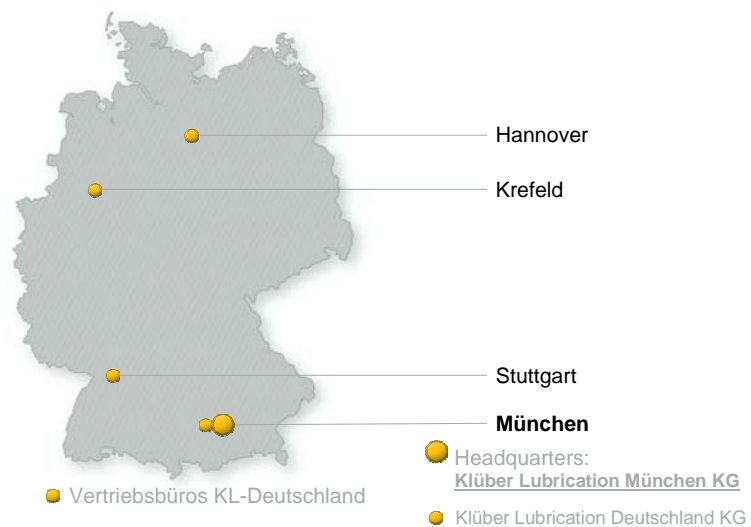 Hannover
Krefeld
Stuttgart
München
Headquarters:
Klüber Lubrication München KG
Vertriebsbüros KL-Deutschland
Klüber Lubrication Deutschland KG